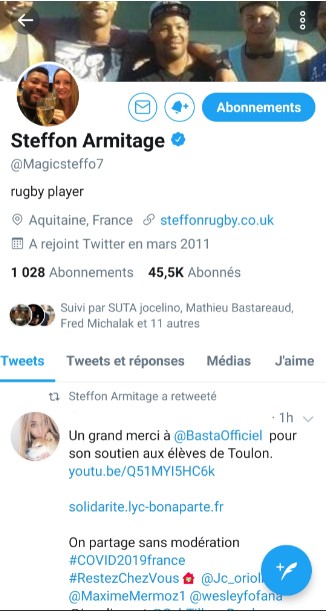 Abonnements
Steffon Armitage
@Magicsteffo7
rugby player
Aquitaine, France steffonrugby.co.uk
A rejoint Twitter en mars 2011
1 028 Abonnements 45,5K Abonnés
Suivi par SUTA jocelino, Mathieu Bastareaud,
Fred Michalak et 11 autres
Tweets Tweets et réponses Médias J'aime
Steffon Armitage a retweeté
· 1h
Un grand merci à @BastaOfficiel pour
son soutien aux élèves de Toulon.
youtu.be/Q51MYI5HC6k
solidarite.lyc-bonaparte.fr
On partage sans modération
#COVID2019france
#RestezChezVous @Jc_oriol
@MaximeMermoz1 @wesleyfofana